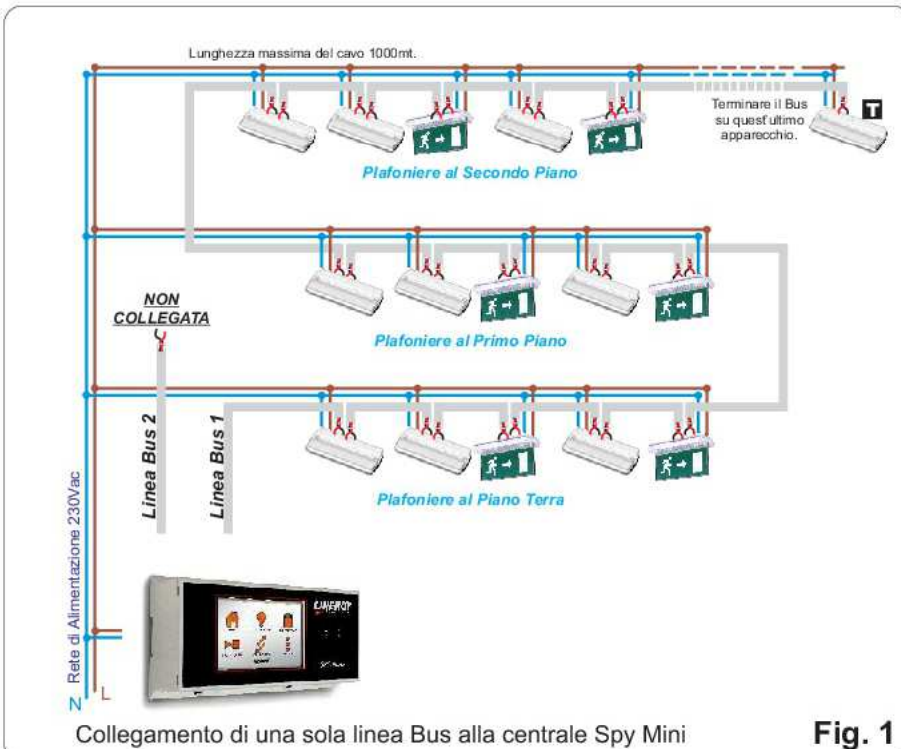 Lunghezza massima del cavo 1000mt.
Terminare il Bus
su quest'ultimo
apparecchio.
T
Plafoniere al Secondo Piano
NON
COLLEGATA
Plafoniere al Primo Piano
Linea Bus 2
Linea Bus 1
Plafoniere al Piano Terra
Rete di Alimentazione 230Vac
LINERGY
N
L
Collegamento di una sola linea Bus alla centrale Spy Mini
Fig. 1